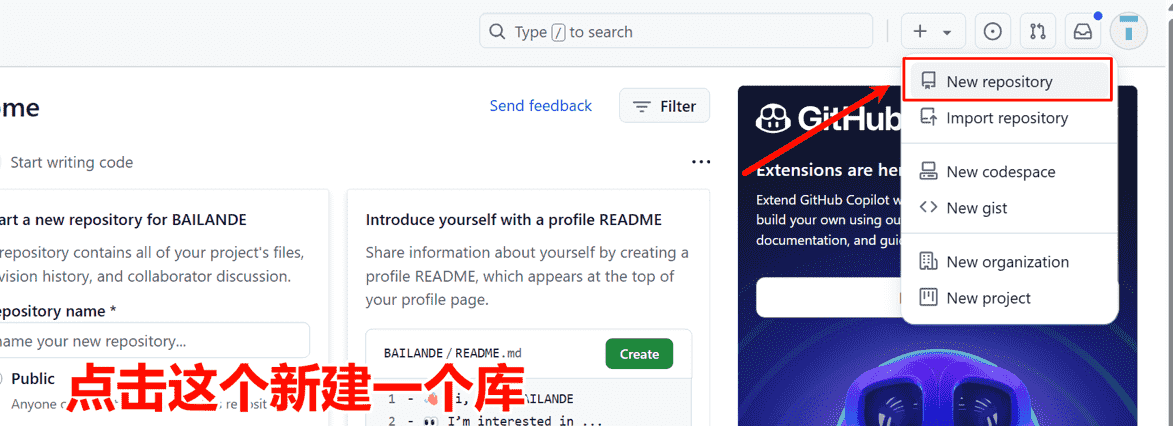 Type / to search
New repository
Import repository
New codespace
New gist
New organization
New project
ome
Send feedback
Filter
Start writing code
...
art a new repository for BAILANDE
repository contains all of your project's files,
vision history, and collaborator discussion.
epository name *
name your new repository...
Public
Anyone
reposit
Introduce yourself with a profile README
Share information about yourself by creating a
profile README, which appears at the top of
your profile page.
BAILANDE / README.md
Create
1 - 👋 i, BAILANDE
2 - 👀 I'm interested in ...
GitHub
Extensions are her
Extend GitHub Copilot w
build your own using ou
documentation, and guid
点击这个新建一个库